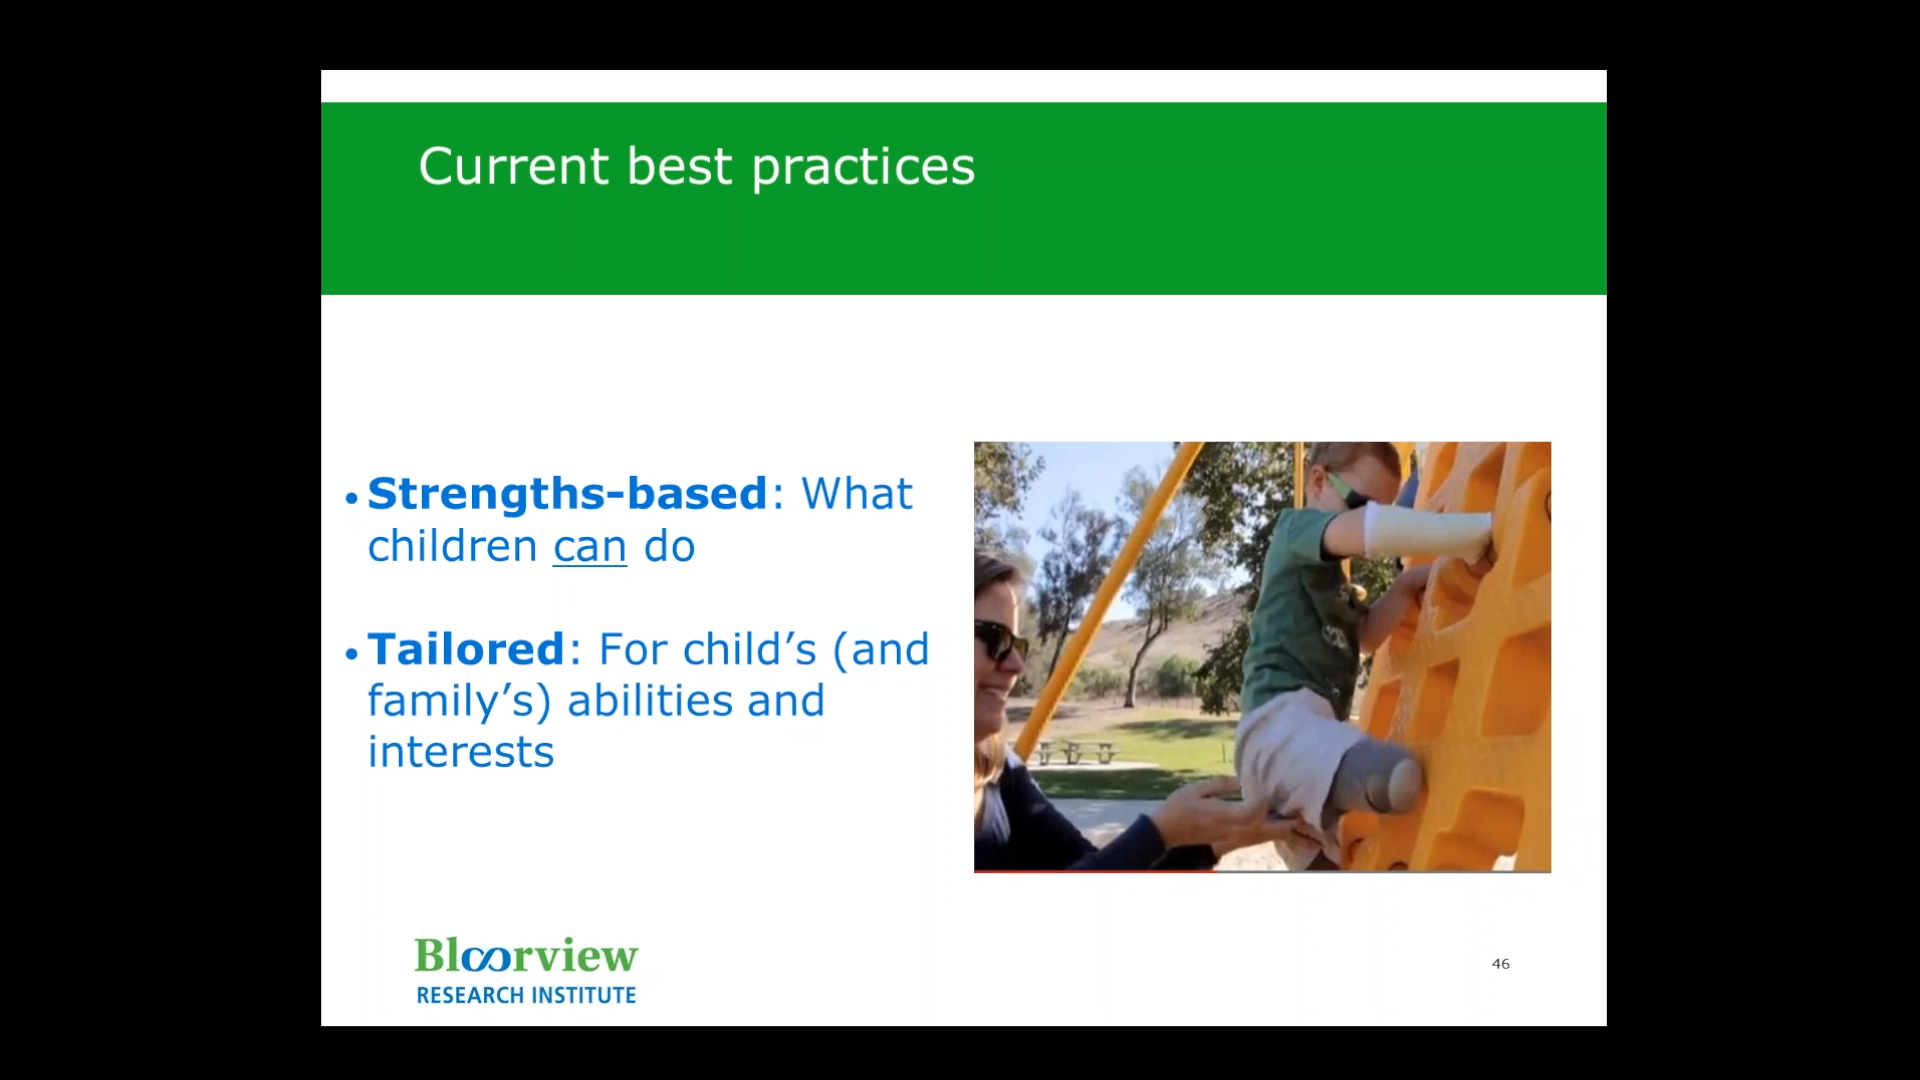 Current best practices
• Strengths-based: What
children can do
• Tailored: For child’s (and
family’s) abilities and
interests
Bloorview
RESEARCH INSTITUTE
46